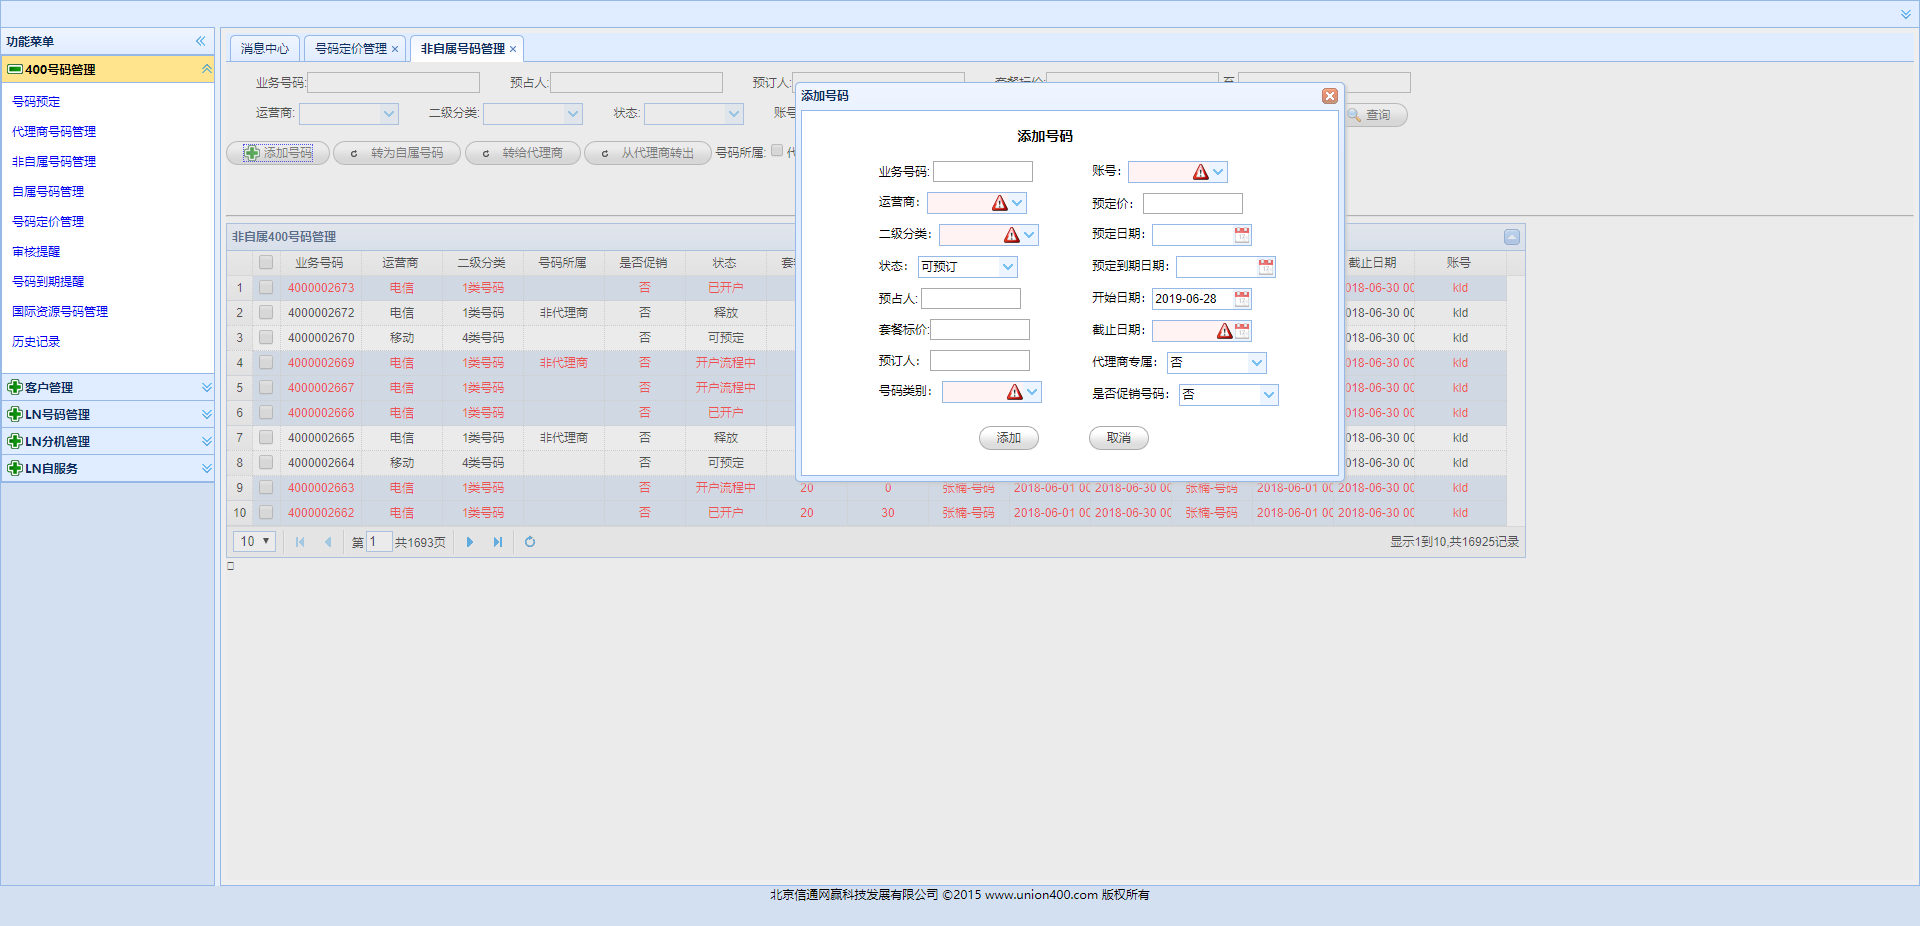 功能菜单
400号码管理
号码预定
代理商号码管理
非自属号码管理
自属号码管理
号码定价管理
审核提醒
号码到期提醒
国际资源号码管理
历史记录
客户管理
LN号码管理
LN分机管理
LN自服务
消息中心 号码定价管理 非自属号码管理
业务号码: 预占人: 预订人: 套餐标价: 至
运营商: 二级分类: 状态: 账号 查询
添加号码 转为自属号码 转给代理商 从代理商转出 号码所属: 代
非自属400号码管理
业务号码 运营商 二级分类 号码所属 是否促销 状态 套 截止日期 账号
1 4000002673 电信 1类号码 否 已开户 018-06-30 00 kld
2 4000002672 电信 1类号码 非代理商 否 释放 018-06-30 00 kld
3 4000002670 移动 4类号码 否 可预定 018-06-30 00 kld
4 4000002669 电信 1类号码 非代理商 否 开户流程中 018-06-30 00 kld
5 4000002667 电信 1类号码 否 开户流程中 018-06-30 00 kld
6 4000002666 电信 1类号码 否 已开户 018-06-30 00 kld
7 4000002665 电信 1类号码 非代理商 否 释放 018-06-30 00 kld
8 4000002664 移动 4类号码 否 可预定 018-06-30 00 kld
9 4000002663 电信 1类号码 否 开户流程中 20 0 张楠-号码 2018-06-01 00 2018-06-30 00 张楠-号码 2018-06-01 00 2018-06-30 00 kld
10 4000002662 电信 1类号码 否 已开户 20 30 张楠-号码 2018-06-01 00 2018-06-30 00 张楠-号码 2018-06-01 00 2018-06-30 00 kld
10 第 1 共1693页 显示1到10,共16925记录
添加号码
添加号码
业务号码: 账号:
运营商: 预定价:
二级分类: 预定日期:
状态: 可预订 预定到期日期:
预占人: 开始日期: 2019-06-28
套餐标价: 截止日期:
预订人: 代理商专属: 否
号码类别: 是否促销号码: 否
添加 取消
北京信通网赢科技发展有限公司 ©2015 www.union400.com 版权所有